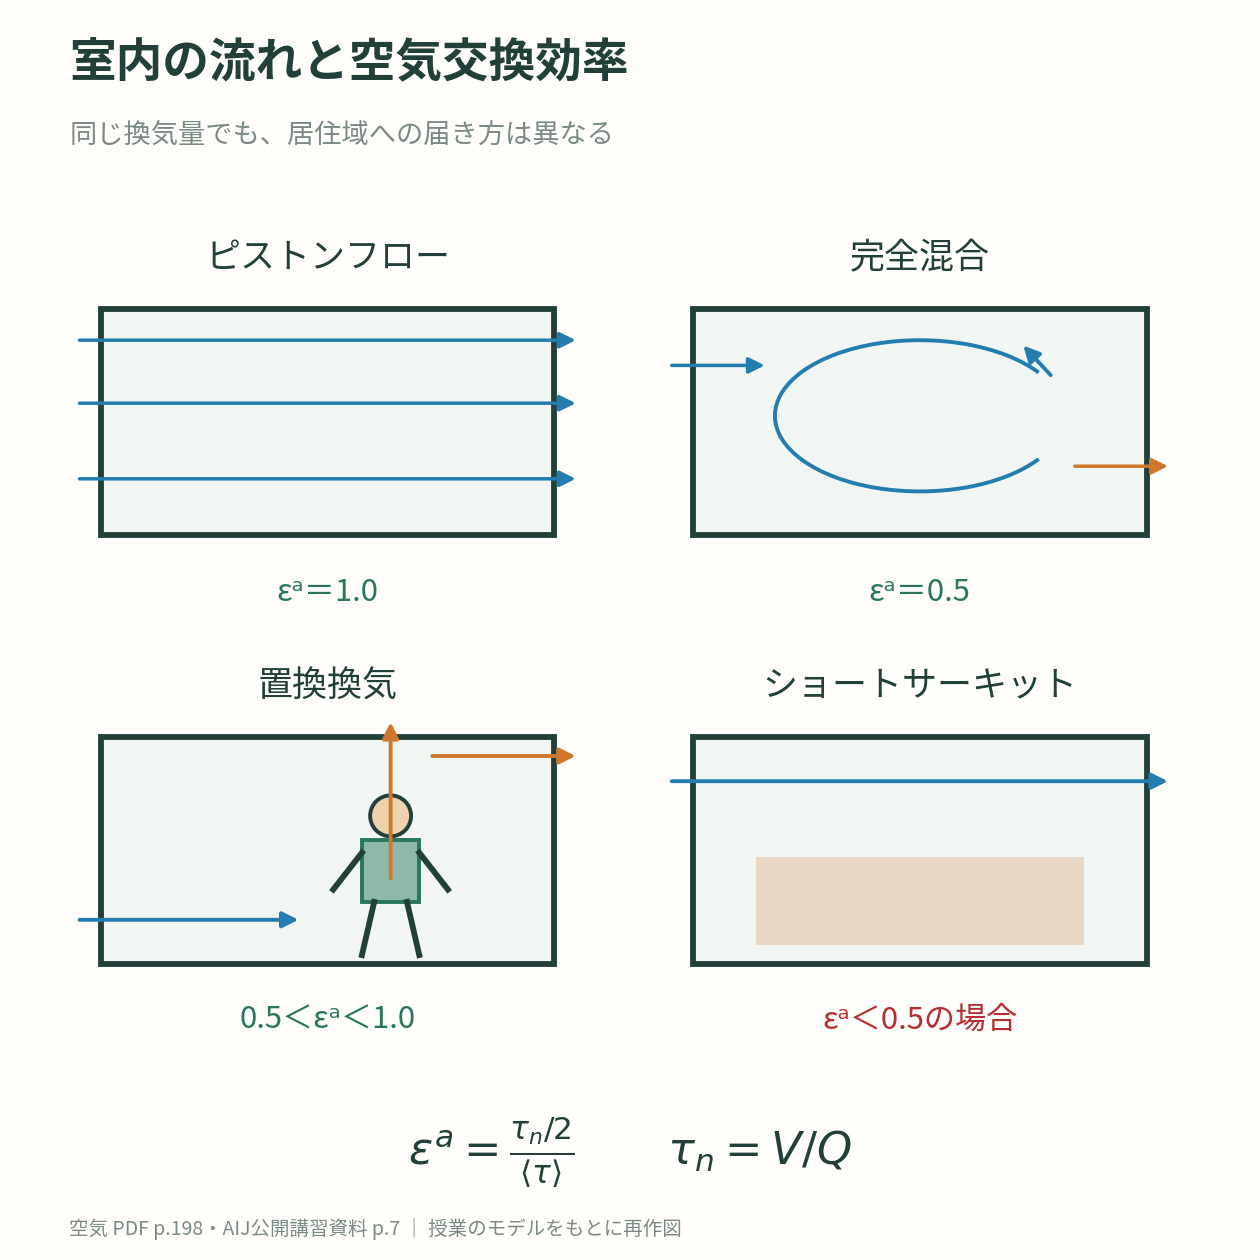 室内の流れと空気交換効率
同じ換気量でも、居住域への届き方は異なる
ピストンフロー
完全混合
εᵃ＝1.0
εᵃ＝0.5
置換換気
ショートサーキット
0.5＜εᵃ＜1.0
εᵃ＜0.5の場合
εᵃ = τₙ/2 / ⟨τ⟩
τₙ = V/Q
空気 PDF p.198・AIJ公開講習資料 p.7 ｜ 授業のモデルをもとに再作図